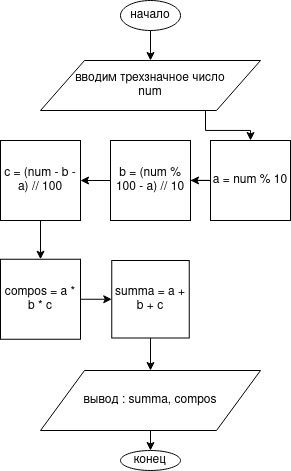 начало
вводим трехзначное число
num
a = num % 10
b = (num %
100 - a) // 10
c = (num - b -
a) // 100
compos = a *
b * c
summa = a +
b + c
вывод : summa, compos
конец